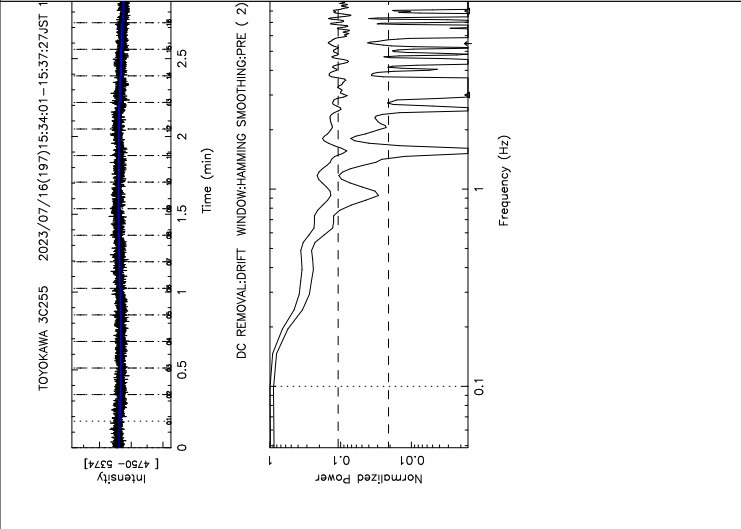 TOYOKAWA 3C255 2023/07/16(197)15:34:01-15:37:27JST 1
Intensity
[ 4750- 5374]
0
0.5
1
1.5
2
2.5
Time (min)
DC REMOVAL:DRIFT WINDOW:HAMMING SMOOTHING:PRE ( 2)
Normalized Power
1
0.1
0.01
0.1
1
Frequency (Hz)